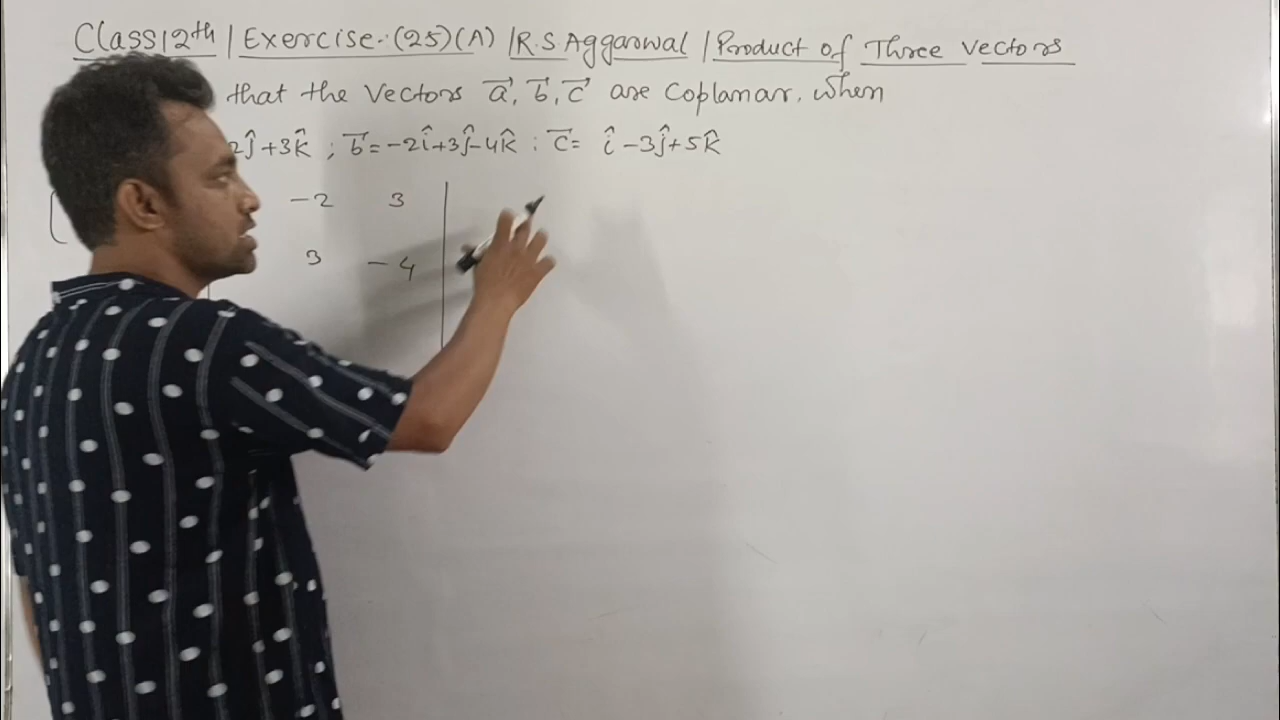 Class 12th | Exercise. (25)(A) | R.S Aggarwal | Product of Three Vectors
that the Vectors a⃗, b⃗, c⃗ are Coplanar, when
2ĵ+3k̂ ; b⃗=-2î+3ĵ-4k̂ : c⃗= î-3ĵ+5k̂
-2 3
3 -4